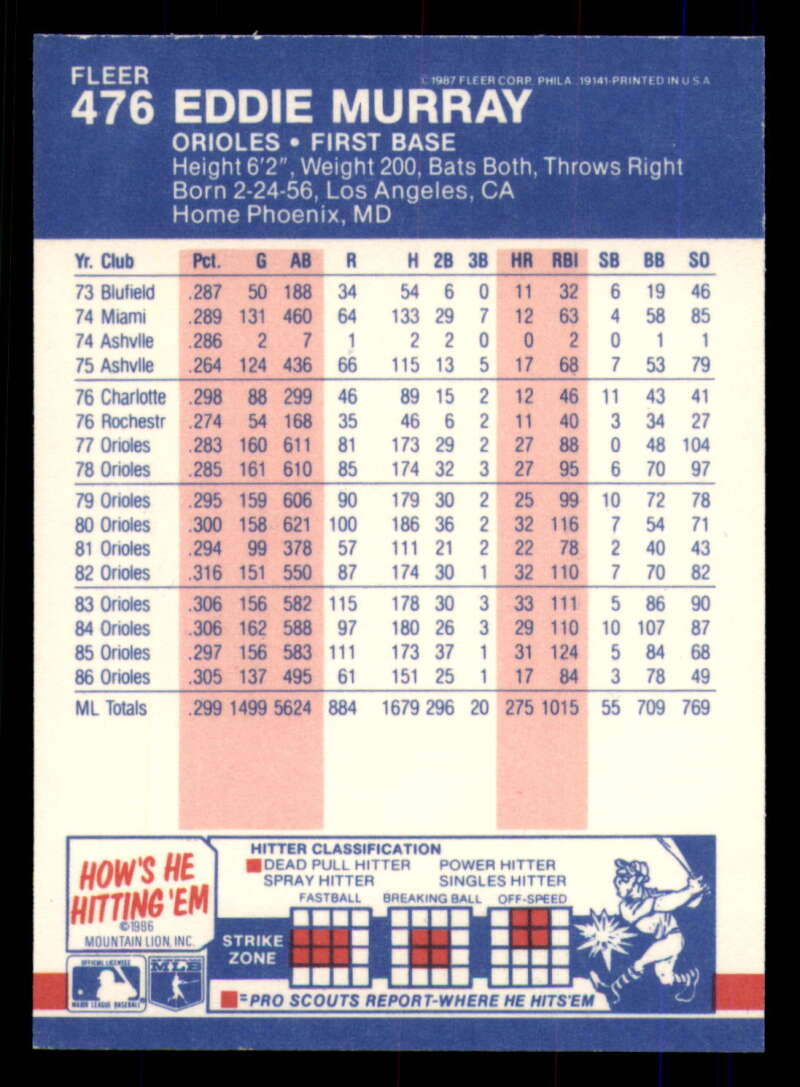 FLEER
© 1987 FLEER CORP. PHILA. 19141-PRINTED IN U.S.A
476 EDDIE MURRAY
ORIOLES • FIRST BASE
Height 6'2", Weight 200, Bats Both, Throws Right
Born 2-24-56, Los Angeles, CA
Home Phoenix, MD
Yr. Club Pct. G AB R H 2B 3B HR RBI SB BB SO
73 Blufield .287 50 188 34 54 6 0 11 32 6 19 46
74 Miami .289 131 460 64 133 29 7 12 63 4 58 85
74 Ashvlle .286 2 7 1 2 2 0 0 2 0 1 1
75 Ashvlle .264 124 436 66 115 13 5 17 68 7 53 79
76 Charlotte .298 88 299 46 89 15 2 12 46 11 43 41
76 Rochestr .274 54 168 35 46 6 2 11 40 3 34 27
77 Orioles .283 160 611 81 173 29 2 27 88 0 48 104
78 Orioles .285 161 610 85 174 32 3 27 95 6 70 97
79 Orioles .295 159 606 90 179 30 2 25 99 10 72 78
80 Orioles .300 158 621 100 186 36 2 32 116 7 54 71
81 Orioles .294 99 378 57 111 21 2 22 78 2 40 43
82 Orioles .316 151 550 87 174 30 1 32 110 7 70 82
83 Orioles .306 156 582 115 178 30 3 33 111 5 86 90
84 Orioles .306 162 588 97 180 26 3 29 110 10 107 87
85 Orioles .297 156 583 111 173 37 1 31 124 5 84 68
86 Orioles .305 137 495 61 151 25 1 17 84 3 78 49
ML Totals .299 1499 5624 884 1679 296 20 275 1015 55 709 769
HOW'S HE
HITTING 'EM
©1986
MOUNTAIN LION, INC.
HITTER CLASSIFICATION
DEAD PULL HITTER POWER HITTER
SPRAY HITTER SINGLES HITTER
FASTBALL BREAKING BALL OFF-SPEED
STRIKE
ZONE
=PRO SCOUTS REPORT-WHERE HE HITS'EM
OFFICIAL LICENSEE
MAJOR LEAGUE BASEBALL
MLB